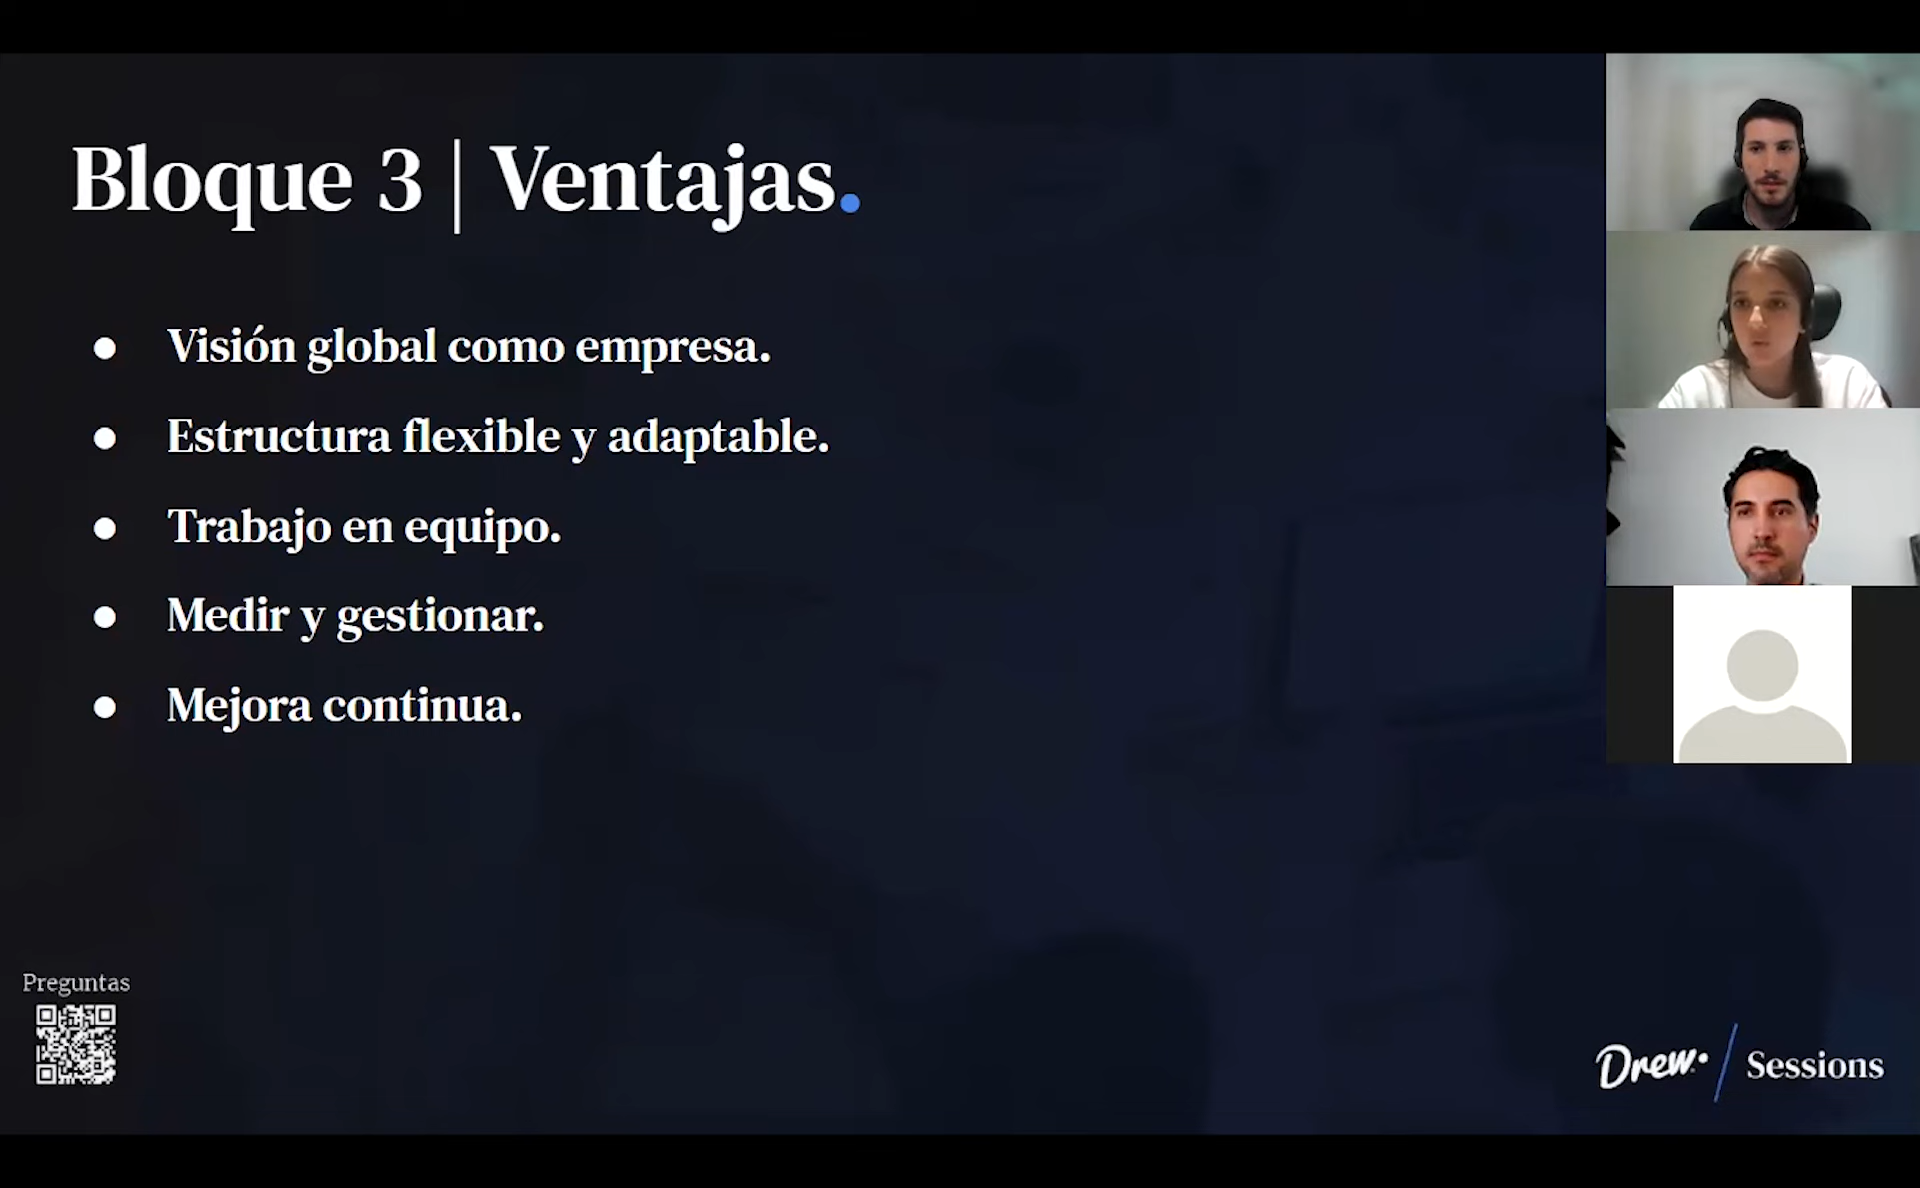 Bloque 3 | Ventajas.
● Visión global como empresa.
● Estructura flexible y adaptable.
● Trabajo en equipo.
● Medir y gestionar.
● Mejora continua.
Preguntas
Drew. / Sessions